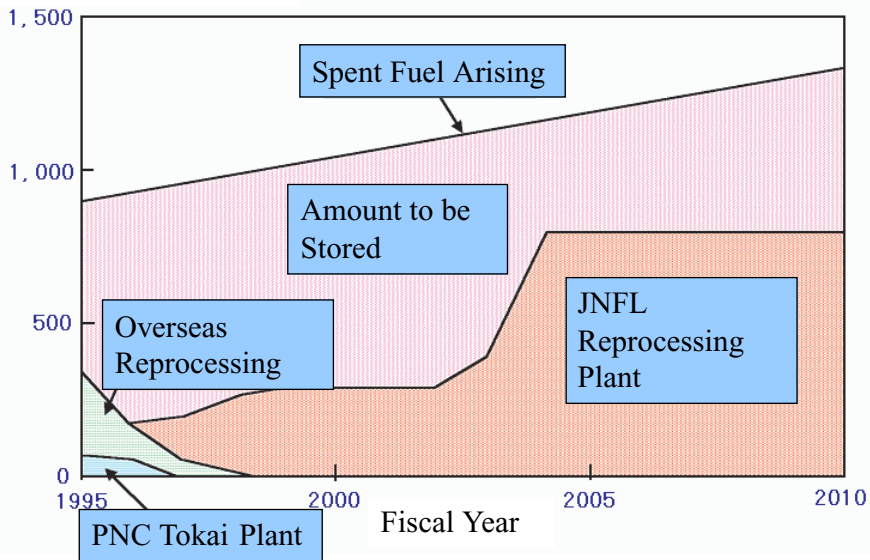 1,500
Spent Fuel Arising
1,000
Amount to be
Stored
500
Overseas
Reprocessing
JNFL
Reprocessing
Plant
0
1995
2000
2005
2010
Fiscal Year
PNC Tokai Plant